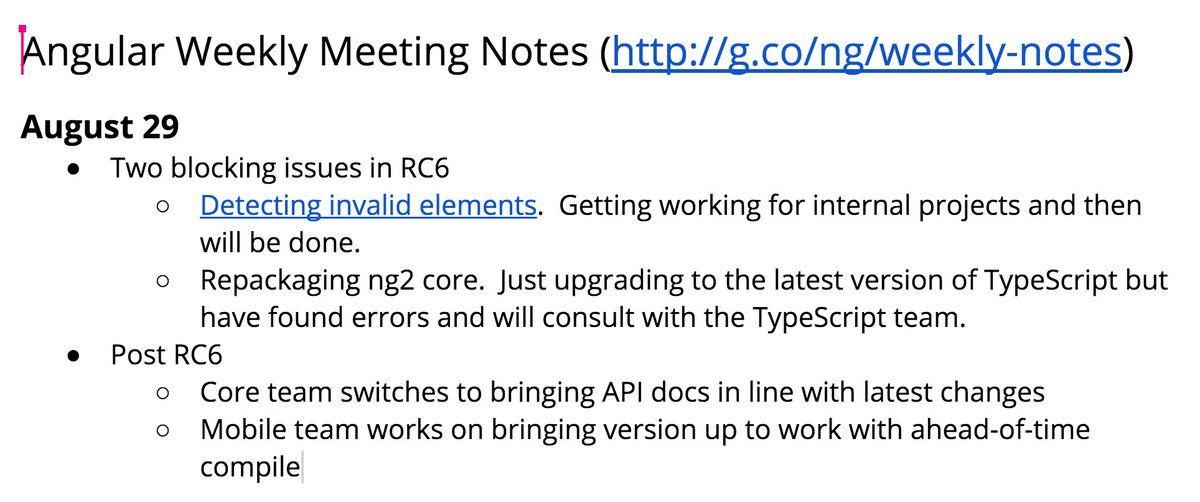 Angular Weekly Meeting Notes (http://g.co/ng/weekly-notes)
August 29
● Two blocking issues in RC6
○ Detecting invalid elements.  Getting working for internal projects and then
will be done.
○ Repackaging ng2 core.  Just upgrading to the latest version of TypeScript but
have found errors and will consult with the TypeScript team.
● Post RC6
○ Core team switches to bringing API docs in line with latest changes
○ Mobile team works on bringing version up to work with ahead-of-time
compile